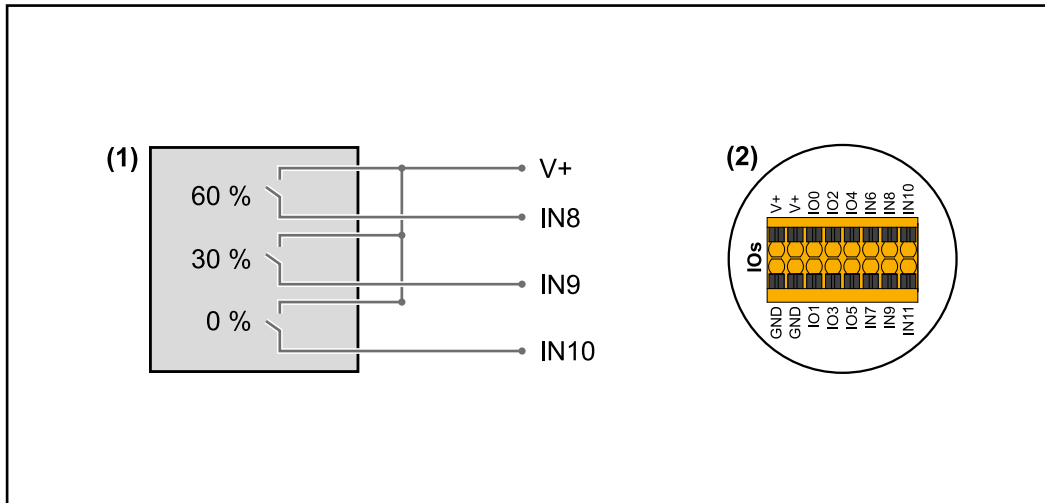 (1)
60 %
30 %
0 %
V+
IN8
IN9
IN10
(2)
IOs
V+
V+
IO0
IO2
IO4
IN6
IN8
IN10
GND
GND
IO1
IO3
IO5
IN7
IN9
IN11